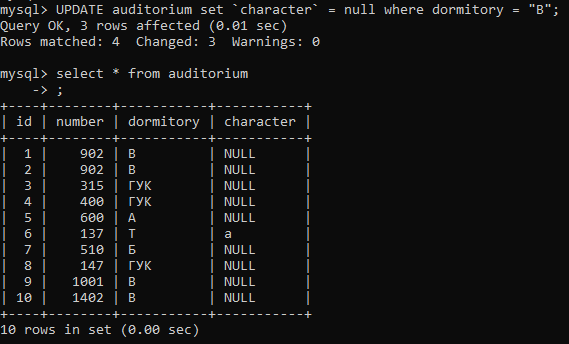 mysql> UPDATE auditorium set `character` = null where dormitory = "В";
Query OK, 3 rows affected (0.01 sec)
Rows matched: 4  Changed: 3  Warnings: 0

mysql> select * from auditorium
    -> ;
+----+--------+-----------+-----------+
| id | number | dormitory | character |
+----+--------+-----------+-----------+
|  1 |    902 | В         | NULL      |
|  2 |    902 | В         | NULL      |
|  3 |    315 | ГУК       | NULL      |
|  4 |    400 | ГУК       | NULL      |
|  5 |    600 | А         | NULL      |
|  6 |    137 | Т         | а         |
|  7 |    510 | Б         | NULL      |
|  8 |    147 | ГУК       | NULL      |
|  9 |   1001 | В         | NULL      |
| 10 |   1402 | В         | NULL      |
+----+--------+-----------+-----------+
10 rows in set (0.00 sec)